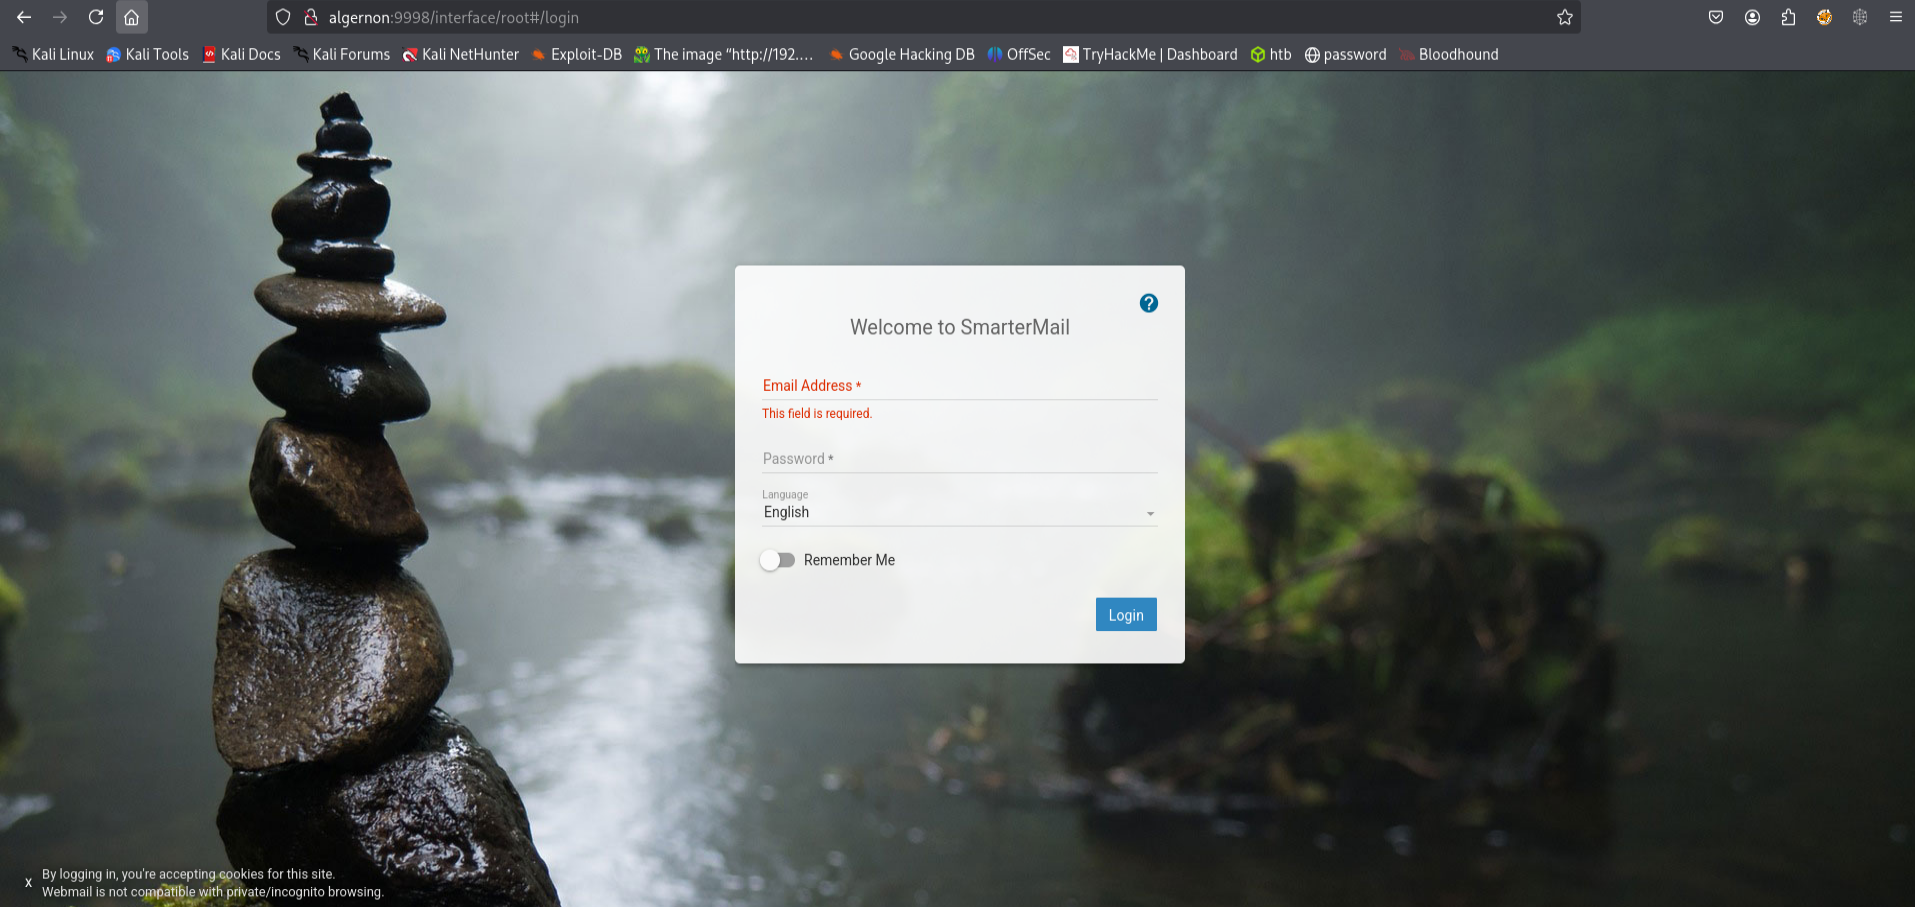 algernon:9998/interface/root#/login
Kali Linux Kali Tools Kali Docs Kali Forums Kali NetHunter Exploit-DB The image “http://192.... Google Hacking DB OffSec TryHackMe | Dashboard htb password Bloodhound
?
Welcome to SmarterMail
Email Address *
This field is required.
Password *
Language
English
Remember Me
Login
X By logging in, you're accepting cookies for this site.
Webmail is not compatible with private/incognito browsing.